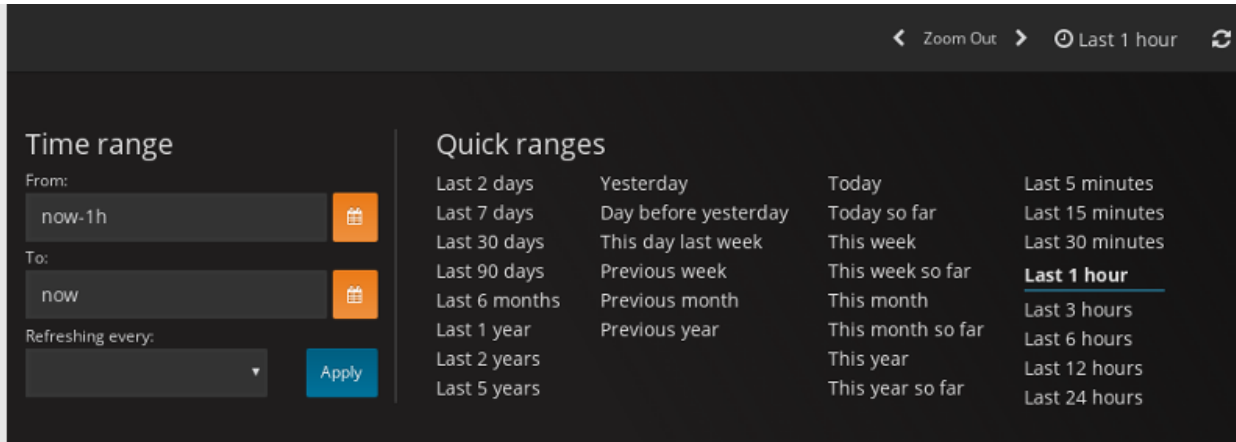 Zoom Out
Last 1 hour
Time range
From:
now-1h
To:
now
Refreshing every:
Apply
Quick ranges
Last 2 days
Last 7 days
Last 30 days
Last 90 days
Last 6 months
Last 1 year
Last 2 years
Last 5 years
Yesterday
Day before yesterday
This day last week
Previous week
Previous month
Previous year
Today
Today so far
This week
This week so far
This month
This month so far
This year
This year so far
Last 5 minutes
Last 15 minutes
Last 30 minutes
Last 1 hour
Last 3 hours
Last 6 hours
Last 12 hours
Last 24 hours